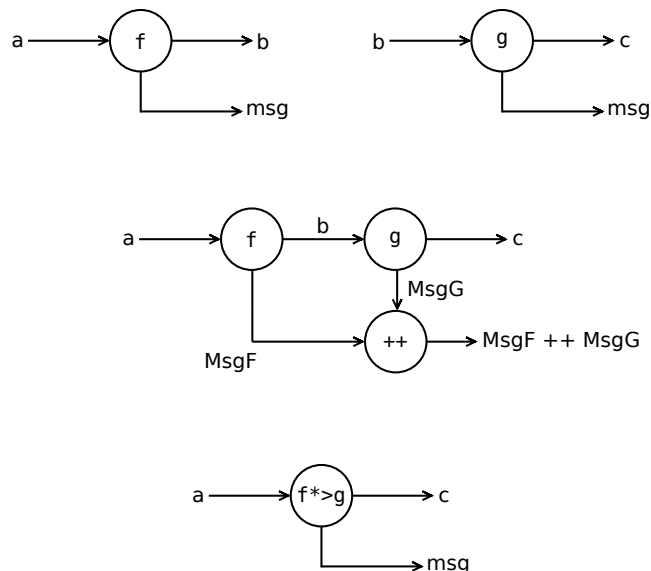 a f b b g c
msg msg
a f b g c
MsgG
MsgF ++ MsgF ++ MsgG
a f*>g c
msg